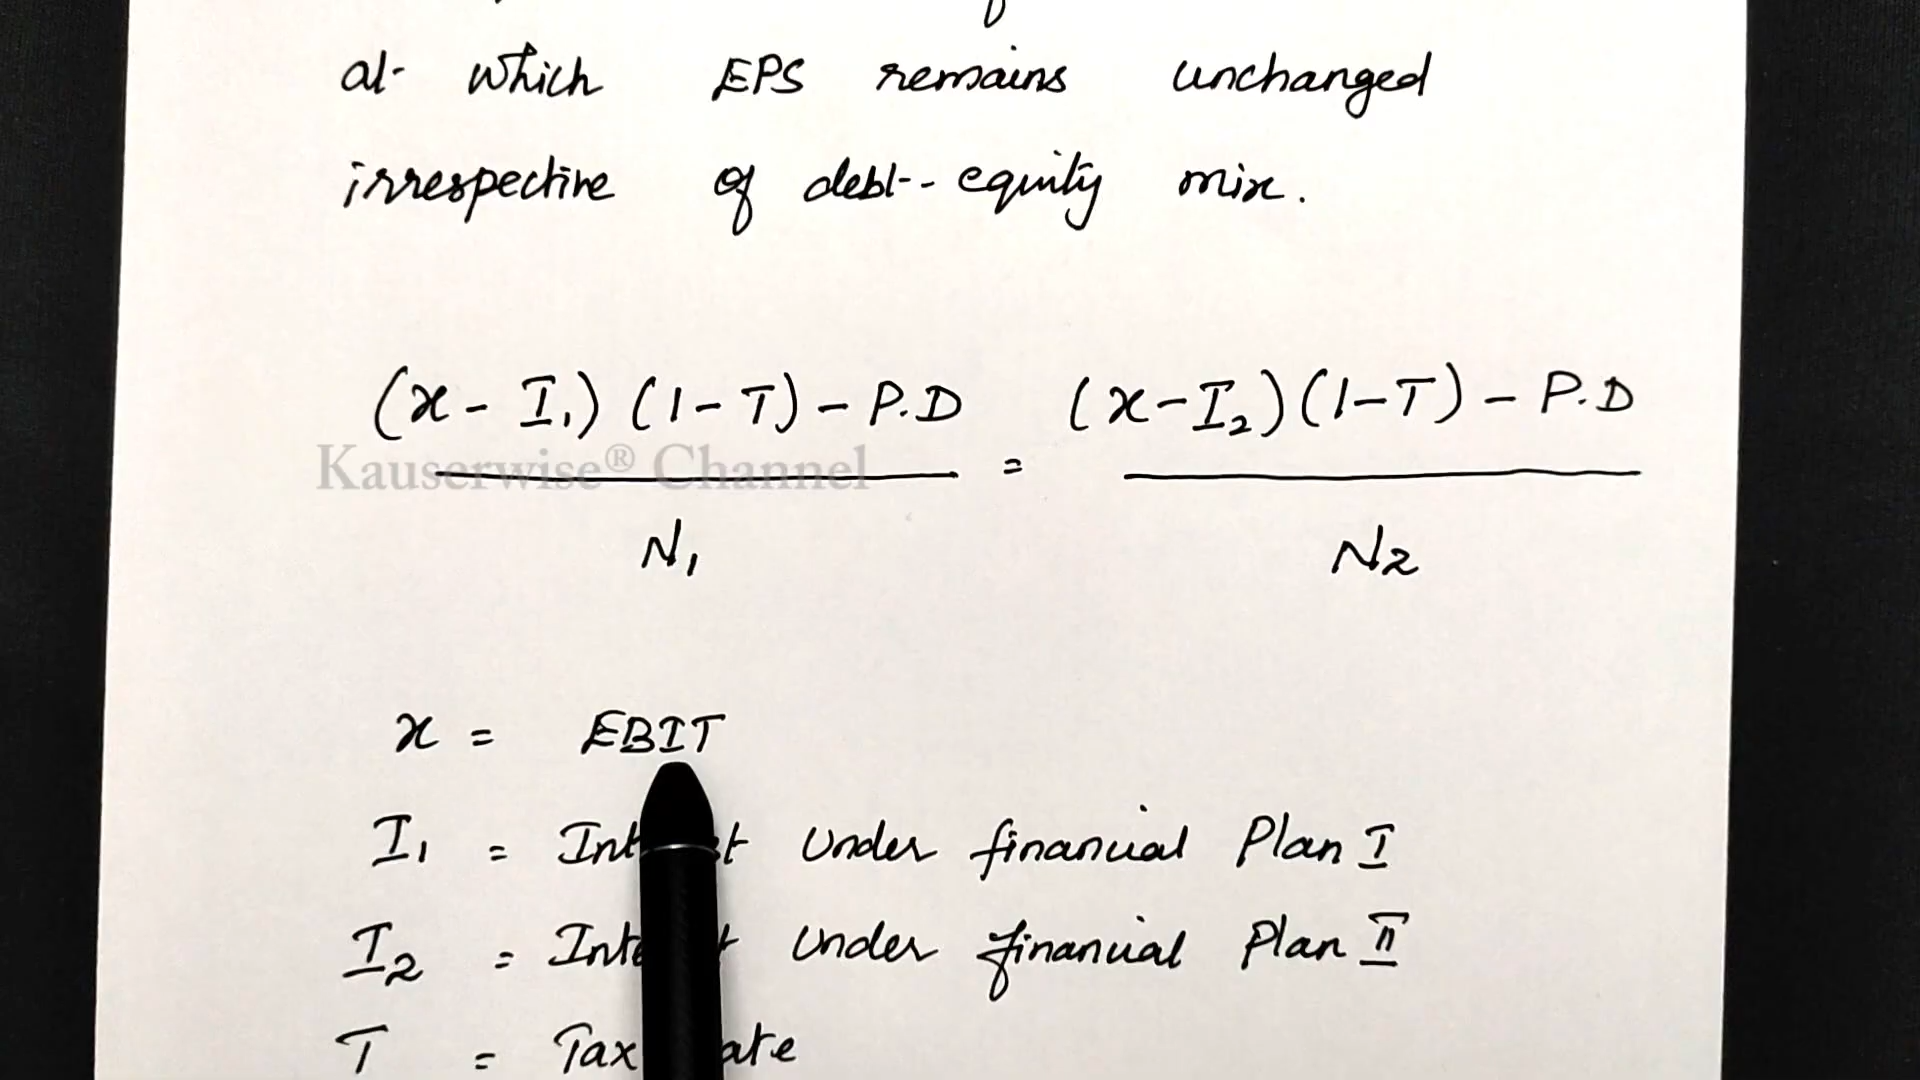 at which EPS remains unchanged
irrespective of debt-equity mix.
(x - I₁) (1-T) - P.D = (x-I₂)(1-T) - P.D
N₁ N₂
Kauserwise® Channel
x = EBIT
I₁ = Int t Under financial Plan I
I₂ = Inte t Under financial Plan II
T = Tax ate